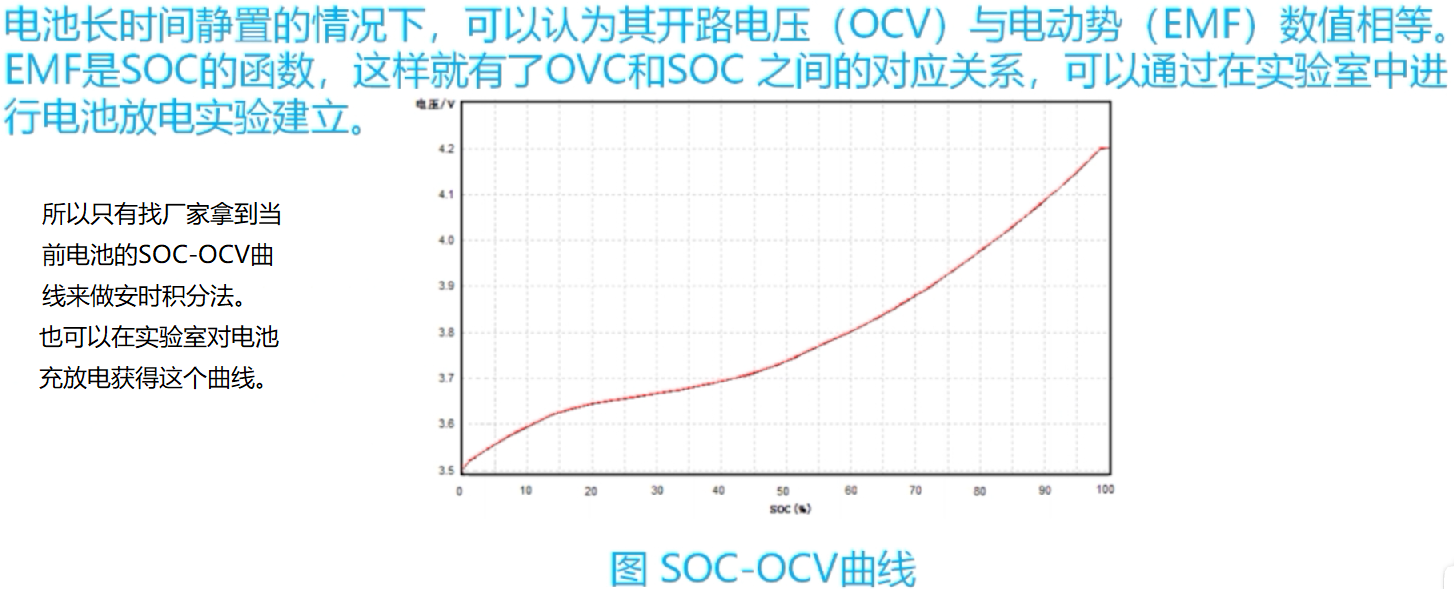 电池长时间静置的情况下，可以认为其开路电压（OCV）与电动势（EMF）数值相等。
EMF是SOC的函数，这样就有了OVC和SOC 之间的对应关系，可以通过在实验室中进
行电池放电实验建立。
电压/V
4.2
4.1
4.0
3.9
3.8
3.7
3.6
3.5
0 10 20 30 40 50 60 70 80 90 100
SOC (%)
所以只有找厂家拿到当
前电池的SOC-OCV曲
线来做安时积分法。
也可以在实验室对电池
充放电获得这个曲线。
图 SOC-OCV曲线